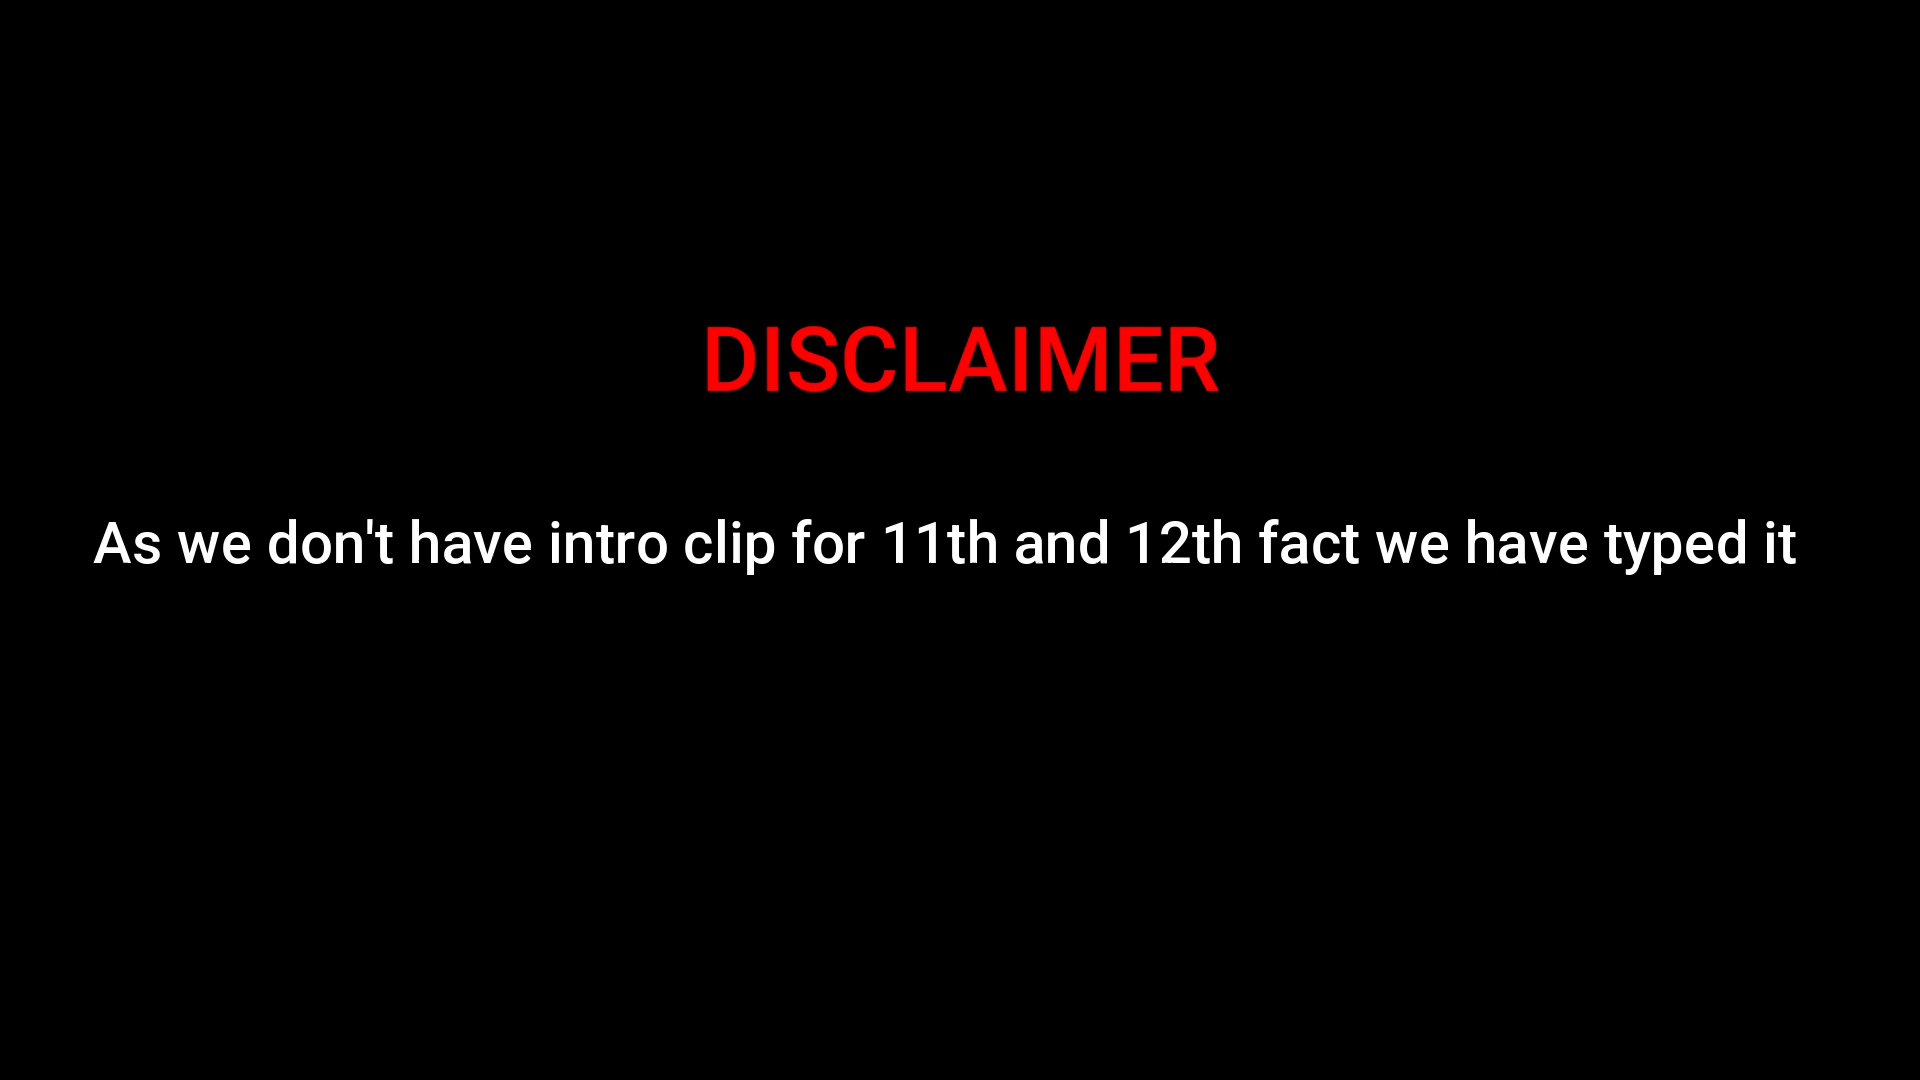 DISCLAIMER
As we don't have intro clip for 11th and 12th fact we have typed it